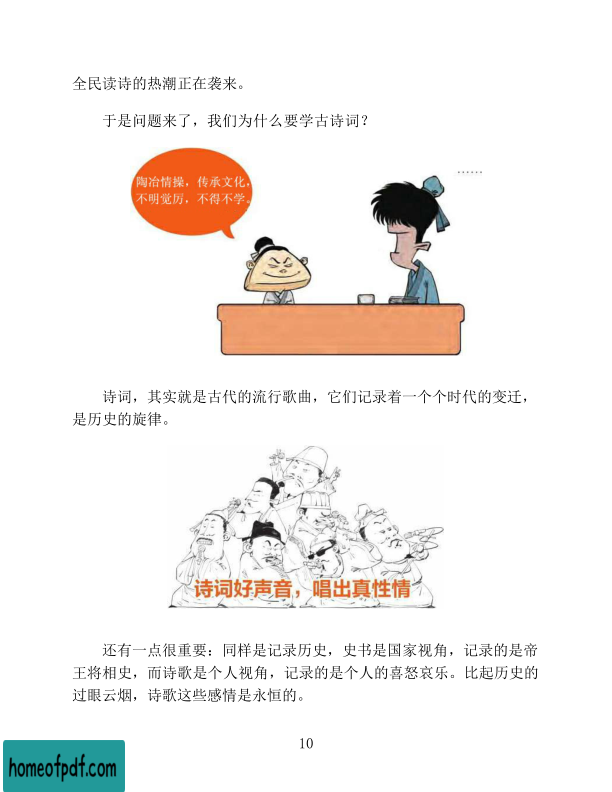 全民读诗的热潮正在袭来。
于是问题来了，我们为什么要学古诗词？
陶冶情操，传承文化，
不明觉厉，不得不学。
......
诗词，其实就是古代的流行歌曲，它们记录着一个个时代的变迁，
是历史的旋律。
诗词好声音，唱出真性情
还有一点很重要：同样是记录历史，史书是国家视角，记录的是帝
王将相史，而诗歌是个人视角，记录的是个人的喜怒哀乐。比起历史的
过眼云烟，诗歌这些感情是永恒的。
10
homeofpdf.com